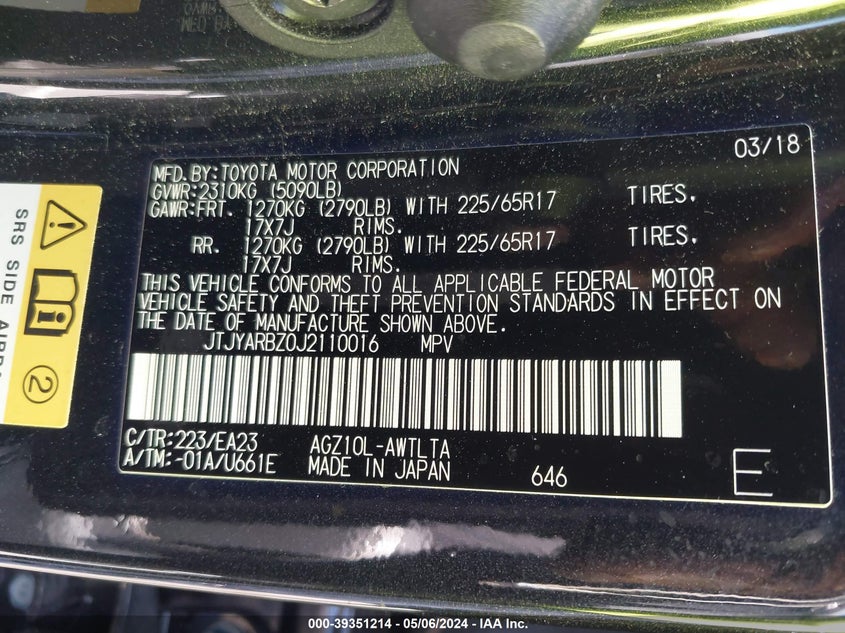 03/18
MFD.BY:TOYOTA MOTOR CORPORATION
GVWR:2310KG (5090LB)
GAWR:FRT. 1270KG (2790LB) WITH 225/65R17 TIRES.
17X7J RIMS.
RR. 1270KG (2790LB) WITH 225/65R17 TIRES.
17X7J RIMS.
THIS VEHICLE CONFORMS TO ALL APPLICABLE FEDERAL MOTOR
VEHICLE SAFETY AND THEFT PREVENTION STANDARDS IN EFFECT ON
THE DATE OF MANUFACTURE SHOWN ABOVE.
JTJYARBZ0J2110016 MPV
C/TR:223/EA23 AGZ10L-AWTLTA
A/TM:-01A/U661E MADE IN JAPAN 646 E
SRS SIDE
2
000-39351214 - 05/06/2024 - IAA Inc.